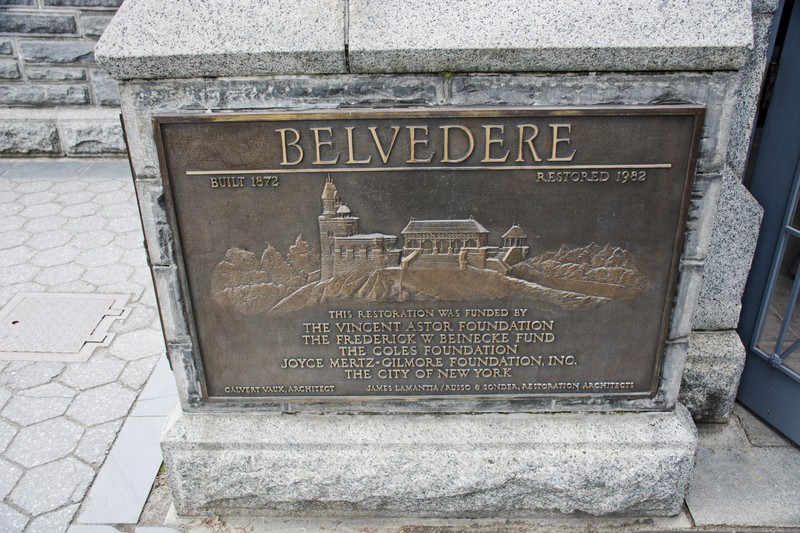 BELVEDERE
BUILT 1872 RESTORED 1982
THIS RESTORATION WAS FUNDED BY
THE VINCENT ASTOR FOUNDATION
THE FREDERICK W BEINECKE FUND
THE COLES FOUNDATION
JOYCE MERTZ-GILMORE FOUNDATION, INC.
THE CITY OF NEW YORK
CALVERT VAUX, ARCHITECT JAMES LAMANTIA/RUSSO & SONDER, RESTORATION ARCHITECTS